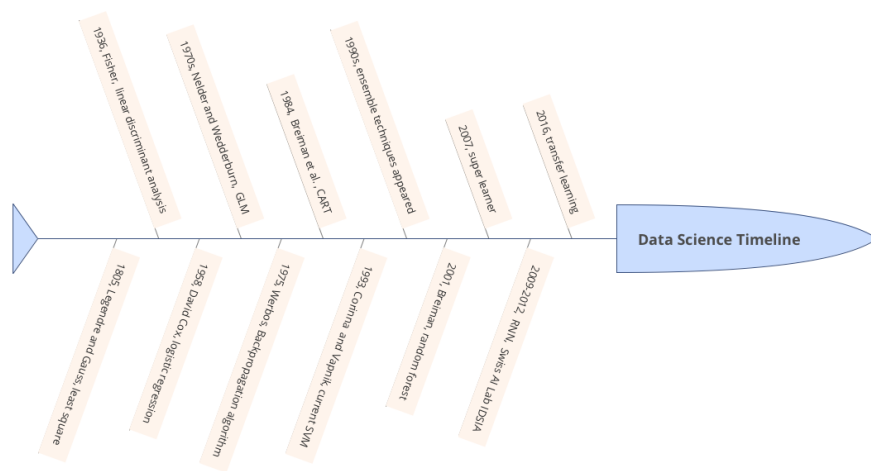 1936, Fisher, linear discriminant analysis
1970s, Nelder and Wedderburn, GLM
1984, Breiman et al., CART
1990s, ensemble techniques appeared
2007, super learner
2016, transfer learning
Data Science Timeline
1805, Legendre and Gauss, least square
1958, David Cox, logistic regression
1975, Werbos, Backpropagation algorithm
1993, Corinna and Vapnik, current SVM
2001, Breiman, random forest
2009-2012, RNN, Swiss AI Lab IDSIA